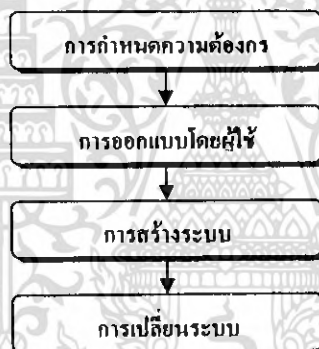 การกำหนดความต้องกร
การออกแบบโดยผู้ใช้
การสร้างระบบ
การเปลี่ยนระบบ